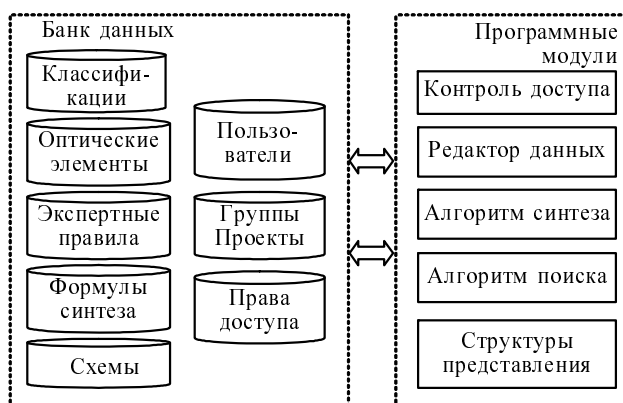 Банк данных
Классифи-
кации
Оптические
элементы
Экспертные
правила
Формулы
синтеза
Схемы
Пользо-
ватели
Группы
Проекты
Права
доступа
Программные
модули
Контроль доступа
Редактор данных
Алгоритм синтеза
Алгоритм поиска
Структуры
представления